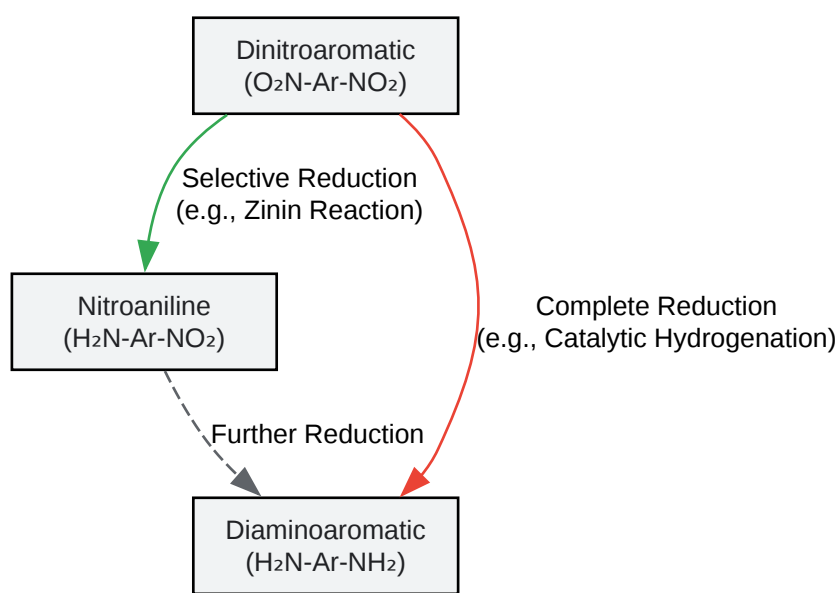 Dinitroaromatic
(O₂N-Ar-NO₂)
Selective Reduction
(e.g., Zinin Reaction)
Nitroaniline
(H₂N-Ar-NO₂)
Complete Reduction
(e.g., Catalytic Hydrogenation)
Further Reduction
Diaminoaromatic
(H₂N-Ar-NH₂)